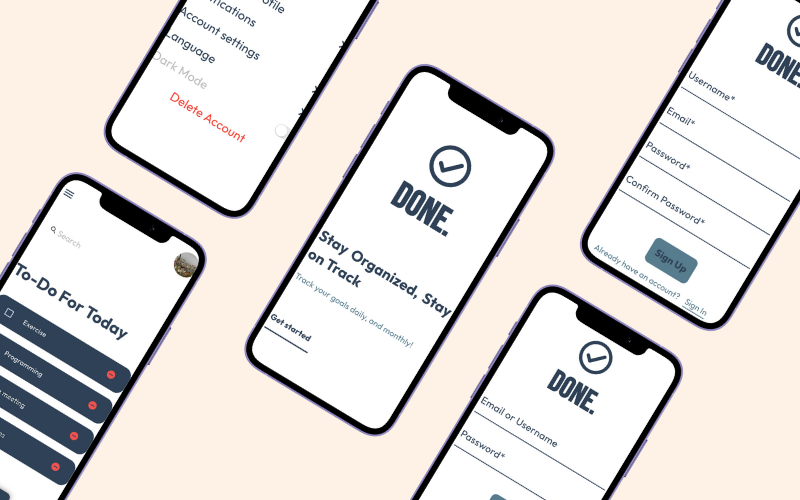 Account settings
Language
Dark Mode
Delete Account
Search
To-Do For Today
Exercise
Programming
meeting
DONE.
Stay Organized, Stay
on Track
Track your goals daily, and monthly!
Get started
DONE.
Username*
Email*
Password*
Confirm Password*
Sign Up
Already have an account? Sign In
DONE.
Email or Username
Password*